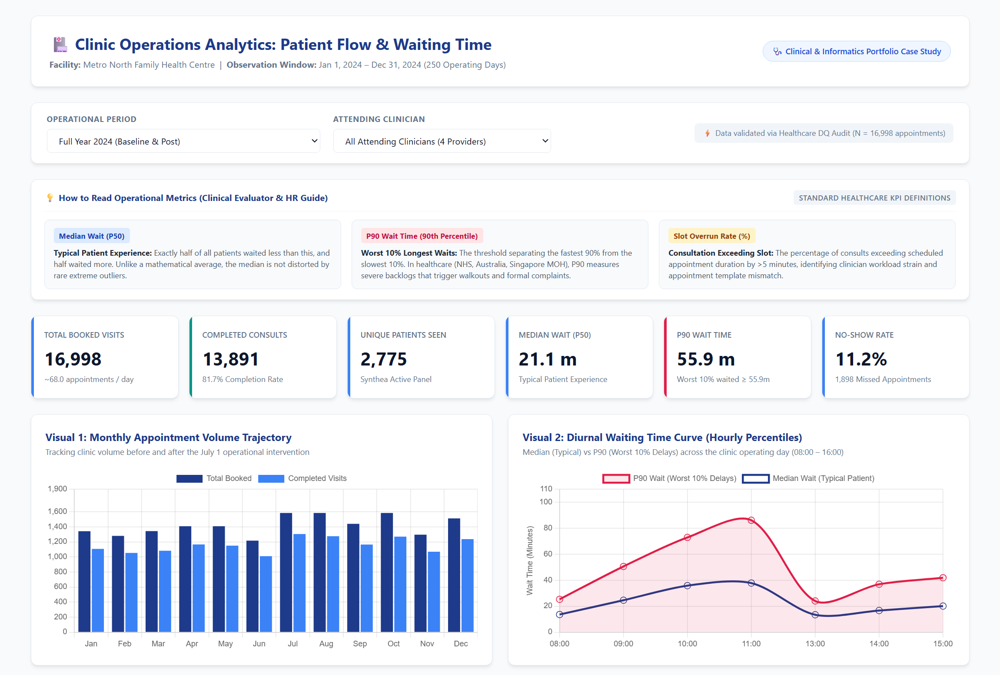 Clinic Operations Analytics: Patient Flow & Waiting Time
Facility: Metro North Family Health Centre | Observation Window: Jan 1, 2024 – Dec 31, 2024 (250 Operating Days)
Clinical & Informatics Portfolio Case Study
OPERATIONAL PERIOD
Full Year 2024 (Baseline & Post)
ATTENDING CLINICIAN
All Attending Clinicians (4 Providers)
Data validated via Healthcare DQ Audit (N = 16,998 appointments)
How to Read Operational Metrics (Clinical Evaluator & HR Guide)
STANDARD HEALTHCARE KPI DEFINITIONS
Median Wait (P50)
Typical Patient Experience: Exactly half of all patients waited less than this, and
half waited more. Unlike a mathematical average, the median is not distorted by
rare extreme outliers.
P90 Wait Time (90th Percentile)
Worst 10% Longest Waits: The threshold separating the fastest 90% from the
slowest 10%. In healthcare (NHS, Australia, Singapore MOH), P90 measures
severe backlogs that trigger walkouts and formal complaints.
Slot Overrun Rate (%)
Consultation Exceeding Slot: The percentage of consults exceeding scheduled
appointment duration by >5 minutes, identifying clinician workload strain and
appointment template mismatch.
TOTAL BOOKED VISITS
16,998
~68.0 appointments / day
COMPLETED CONSULTS
13,891
81.7% Completion Rate
UNIQUE PATIENTS SEEN
2,775
Synthea Active Panel
MEDIAN WAIT (P50)
21.1 m
Typical Patient Experience
P90 WAIT TIME
55.9 m
Worst 10% waited ≥ 55.9m
NO-SHOW RATE
11.2%
1,898 Missed Appointments
Visual 1: Monthly Appointment Volume Trajectory
Tracking clinic volume before and after the July 1 operational intervention
Total Booked
Completed Visits
1,900
1,600
1,400
1,200
1,000
800
600
400
200
0
Jan Feb Mar Apr May Jun Jul Aug Sep Oct Nov Dec
Visual 2: Diurnal Waiting Time Curve (Hourly Percentiles)
Median (Typical) vs P90 (Worst 10% Delays) across the clinic operating day (08:00 – 16:00)
P90 Wait (Worst 10% Delays)
Median Wait (Typical Patient)
Wait Time (Minutes)
110
100
80
60
40
20
0
08:00 09:00 10:00 11:00 13:00 14:00 15:00